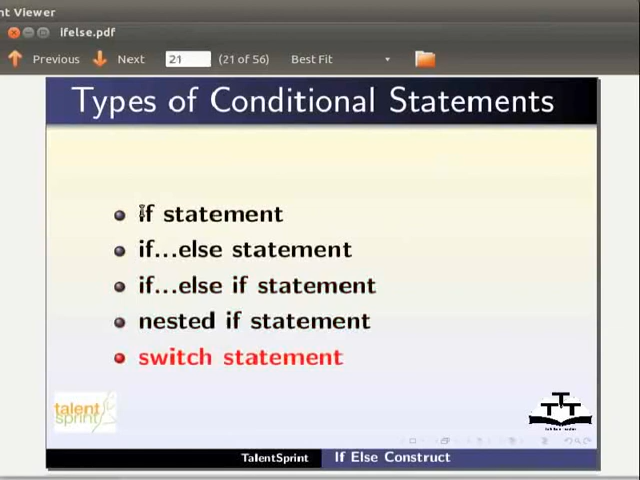 nt Viewer
ifelse.pdf
Previous Next 21 (21 of 56) Best Fit
Types of Conditional Statements
if statement
if...else statement
if...else if statement
nested if statement
switch statement
talent
sprint
TalentSprint If Else Construct